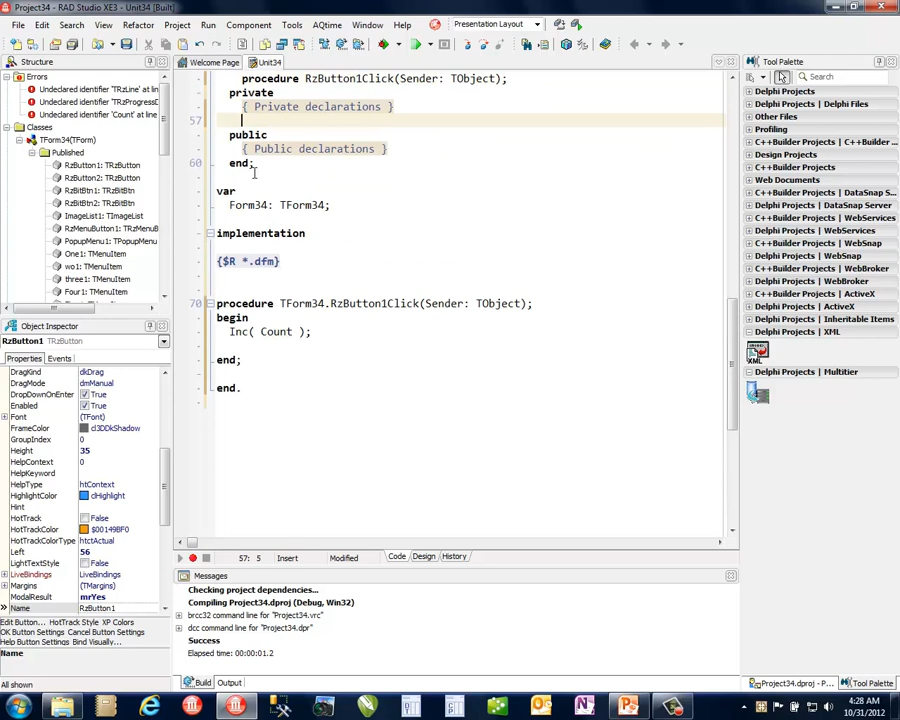 Project34 - RAD Studio XE3 - Unit34 [Built]
File Edit Search View Refactor Project Run Component Tools AQtime Window Help Presentation Layout
Structure
Errors
Undeclared identifier 'TRzLine' at lin
Undeclared identifier 'TRzProgressD
Undeclared identifier 'Count' at line
Classes
TForm34(TForm)
Published
RzButton1: TRzButton
RzButton2: TRzButton
RzBitBtn1: TRzBitBtn
RzBitBtn2: TRzBitBtn
ImageList1: TImageList
RzMenuButton1: TRzMenuB
PopupMenu1: TPopupMenu
One1: TMenuItem
wo1: TMenuItem
three1: TMenuItem
Four1: TMenuItem
Object Inspector
RzButton1 TRzButton
Properties Events
DragKind dkDrag
DragMode dmManual
DropDownOnEnter True
Enabled True
Font (TFont)
FrameColor cl3DDkShadow
GroupIndex 0
Height 35
HelpContext 0
HelpKeyword
HelpType htContext
HighlightColor clHighlight
Hint
HotTrack False
HotTrackColor $00149BF0
HotTrackColorType htctActual
Left 56
LightTextStyle False
LiveBindings LiveBindings
Margins (TMargins)
ModalResult mrYes
Name RzButton1
Edit Button... HotTrack Style XP Colors
OK Button Settings Cancel Button Settings
Help Button Settings Bind Visually...
Name
All shown
Welcome Page Unit34
procedure RzButton1Click(Sender: TObject);
private
{ Private declarations }
57
public
{ Public declarations }
60 end;
var
Form34: TForm34;
implementation
{$R *.dfm}
70 procedure TForm34.RzButton1Click(Sender: TObject);
begin
Inc( Count );
end;
end.
57: 5 Insert Modified Code Design History
Messages
Checking project dependencies...
Compiling Project34.dproj (Debug, Win32)
brcc32 command line for "Project34.vrc"
dcc command line for "Project34.dpr"
Success
Elapsed time: 00:00:01.2
Build Output
Tool Palette
Search
Delphi Projects
Delphi Projects | Delphi Files
Other Files
Profiling
C++Builder Projects | C++Builder ...
Design Projects
C++Builder Projects
Web Documents
C++Builder Projects | DataSnap S...
Delphi Projects | DataSnap Server
C++Builder Projects | WebServices
Delphi Projects | WebServices
C++Builder Projects | WebSnap
Delphi Projects | WebSnap
C++Builder Projects | WebBroker
Delphi Projects | WebBroker
C++Builder Projects | ActiveX
Delphi Projects | ActiveX
Delphi Projects | Inheritable Items
Delphi Projects | XML
XML
Delphi Projects | Multitier
Project34.dproj - P... Tool Palette
4:28 AM
10/31/2012